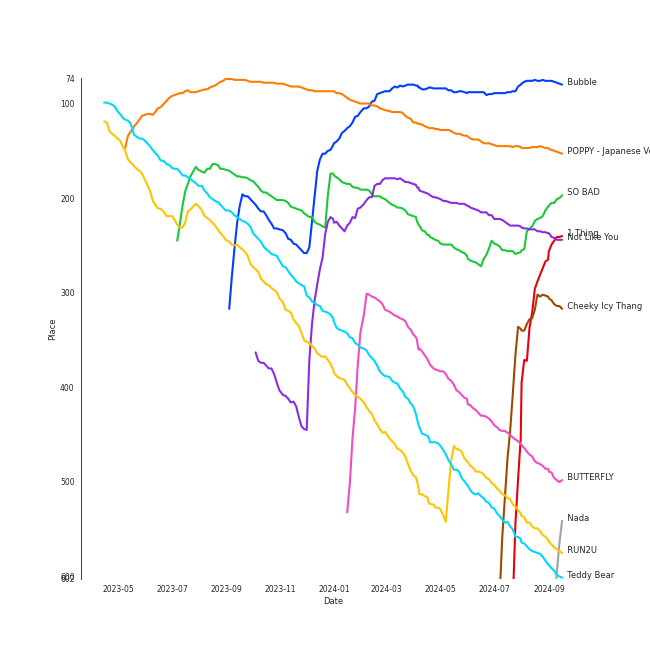 74
100
200
300
400
500
600
602
Place
2023-05
2023-07
2023-09
2023-11
2024-01
2024-03
2024-05
2024-07
2024-09
Date
Bubble
POPPY - Japanese Ve
SO BAD
1 Thing
Not Like You
Cheeky Icy Thang
BUTTERFLY
Nada
RUN2U
Teddy Bear